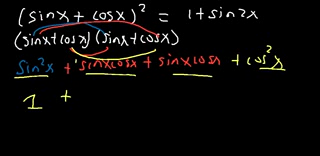 (sinx + cosx)² = 1 + sin2x
(sinx + cosx)(sinx + cosx)
sin²x + sinxcosx + sinxcosx + cos²x
1 +